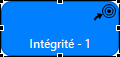 Intégrité - 1